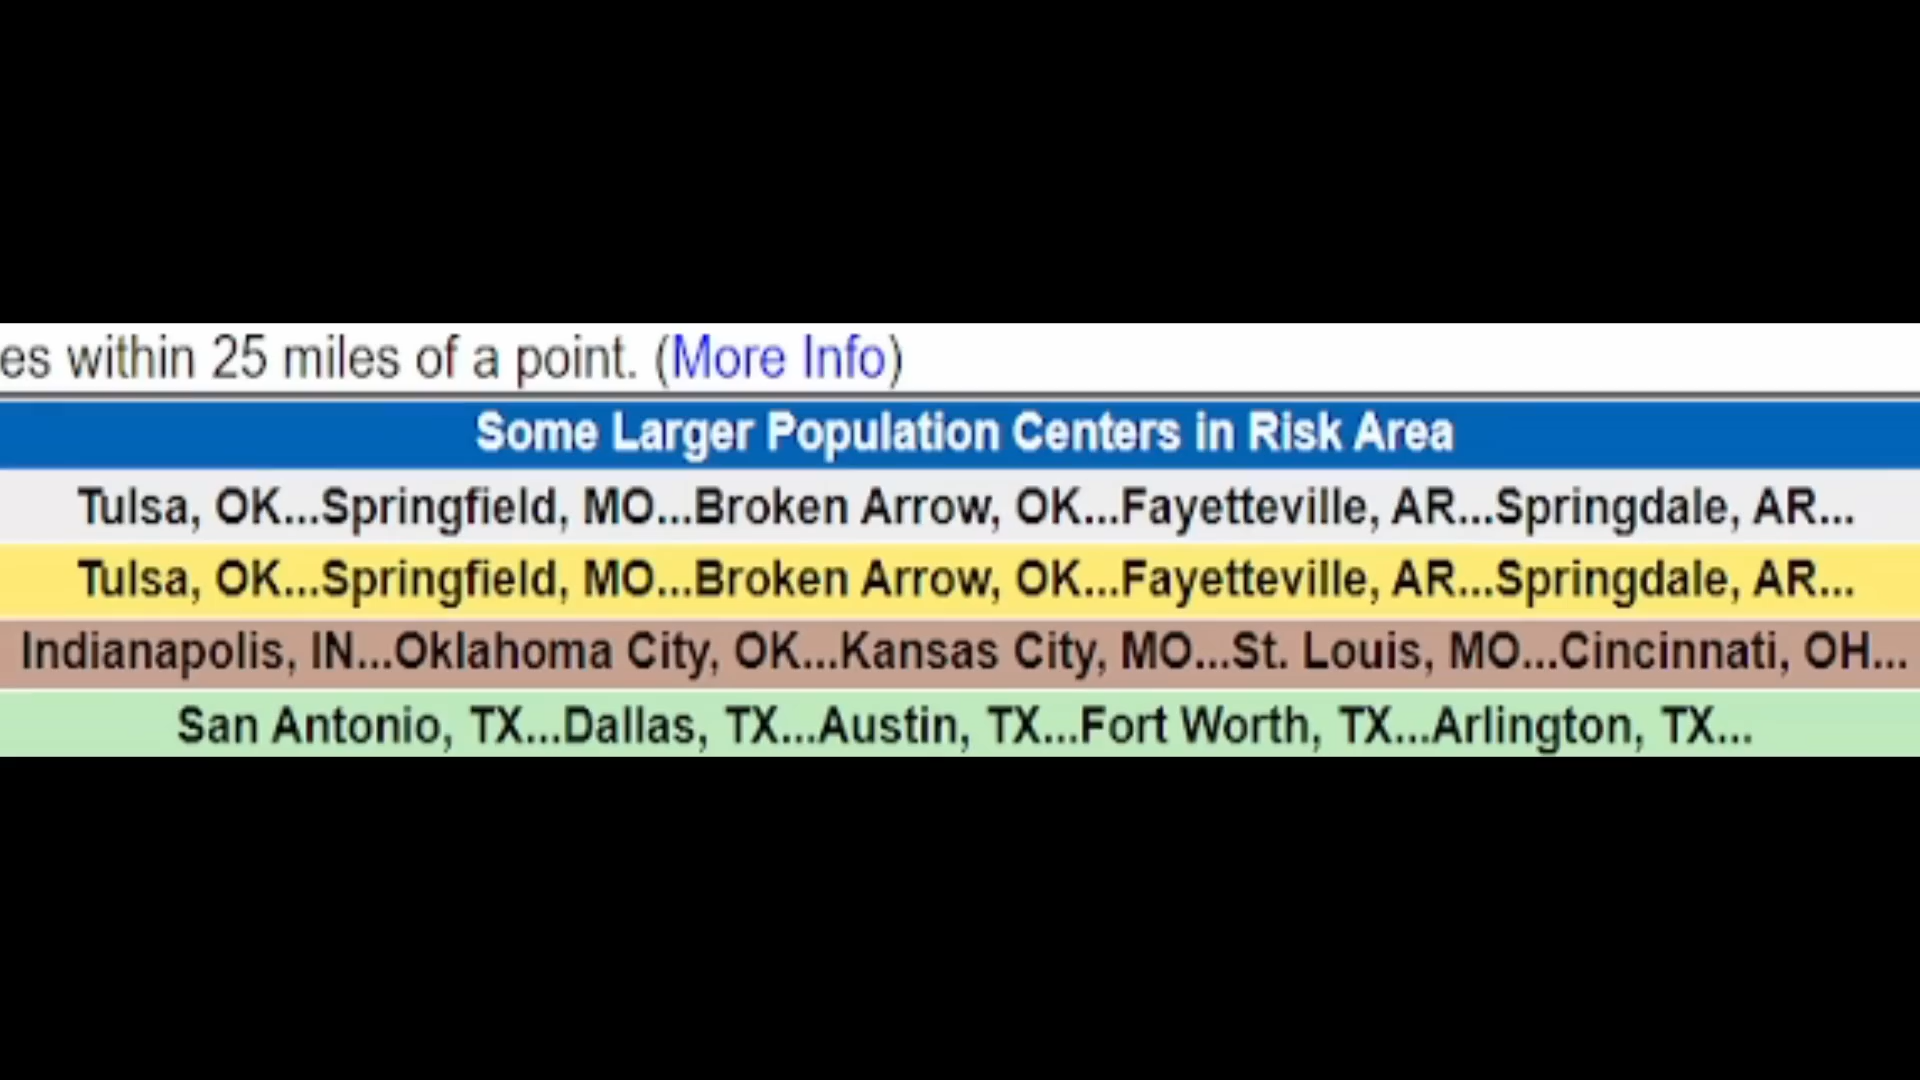 es within 25 miles of a point. (More Info)
Some Larger Population Centers in Risk Area
Tulsa, OK...Springfield, MO...Broken Arrow, OK...Fayetteville, AR...Springdale, AR...
Tulsa, OK...Springfield, MO...Broken Arrow, OK...Fayetteville, AR...Springdale, AR...
Indianapolis, IN...Oklahoma City, OK...Kansas City, MO...St. Louis, MO...Cincinnati, OH...
San Antonio, TX...Dallas, TX...Austin, TX...Fort Worth, TX...Arlington, TX...